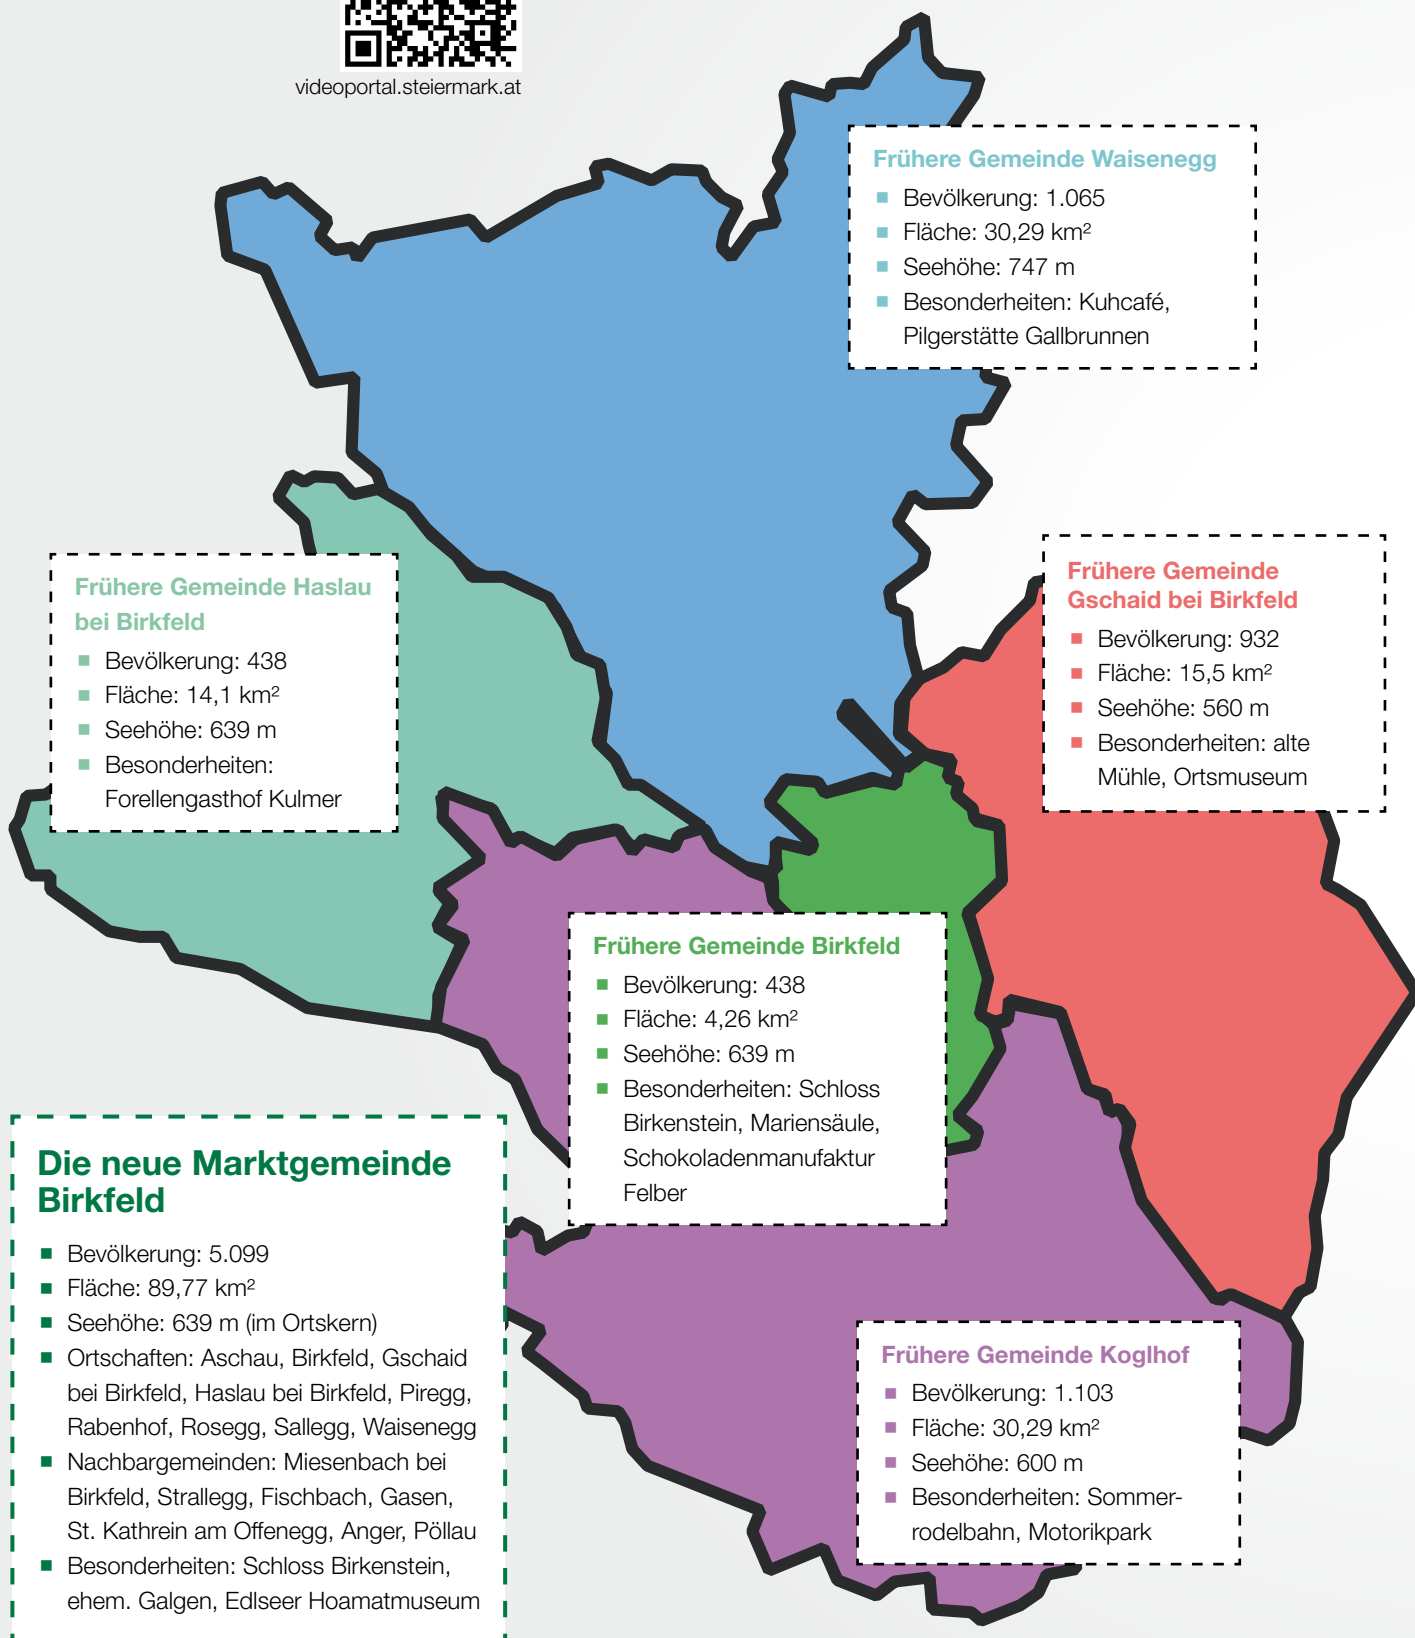 videoportal.steiermark.at
Frühere Gemeinde Waisenegg
Bevölkerung: 1.065
Fläche: 30,29 km²
Seehöhe: 747 m
Besonderheiten: Kuhcafé,
Pilgerstätte Gallbrunnen
Frühere Gemeinde Haslau
bei Birkfeld
Bevölkerung: 438
Fläche: 14,1 km²
Seehöhe: 639 m
Besonderheiten:
Forellengasthof Kulmer
Frühere Gemeinde
Gschaid bei Birkfeld
Bevölkerung: 932
Fläche: 15,5 km²
Seehöhe: 560 m
Besonderheiten: alte
Mühle, Ortsmuseum
Frühere Gemeinde Birkfeld
Bevölkerung: 438
Fläche: 4,26 km²
Seehöhe: 639 m
Besonderheiten: Schloss
Birkenstein, Mariensäule,
Schokoladenmanufaktur
Felber
Die neue Marktgemeinde
Birkfeld
Bevölkerung: 5.099
Fläche: 89,77 km²
Seehöhe: 639 m (im Ortskern)
Ortschaften: Aschau, Birkfeld, Gschaid
bei Birkfeld, Haslau bei Birkfeld, Piregg,
Rabenhof, Rosegg, Sallegg, Waisenegg
Nachbargemeinden: Miesenbach bei
Birkfeld, Strallegg, Fischbach, Gasen,
St. Kathrein am Offenegg, Anger, Pöllau
Besonderheiten: Schloss Birkenstein,
ehem. Galgen, Edlseer Hoamatmuseum
Frühere Gemeinde Koglhof
Bevölkerung: 1.103
Fläche: 30,29 km²
Seehöhe: 600 m
Besonderheiten: Sommer-
rodelbahn, Motorikpark